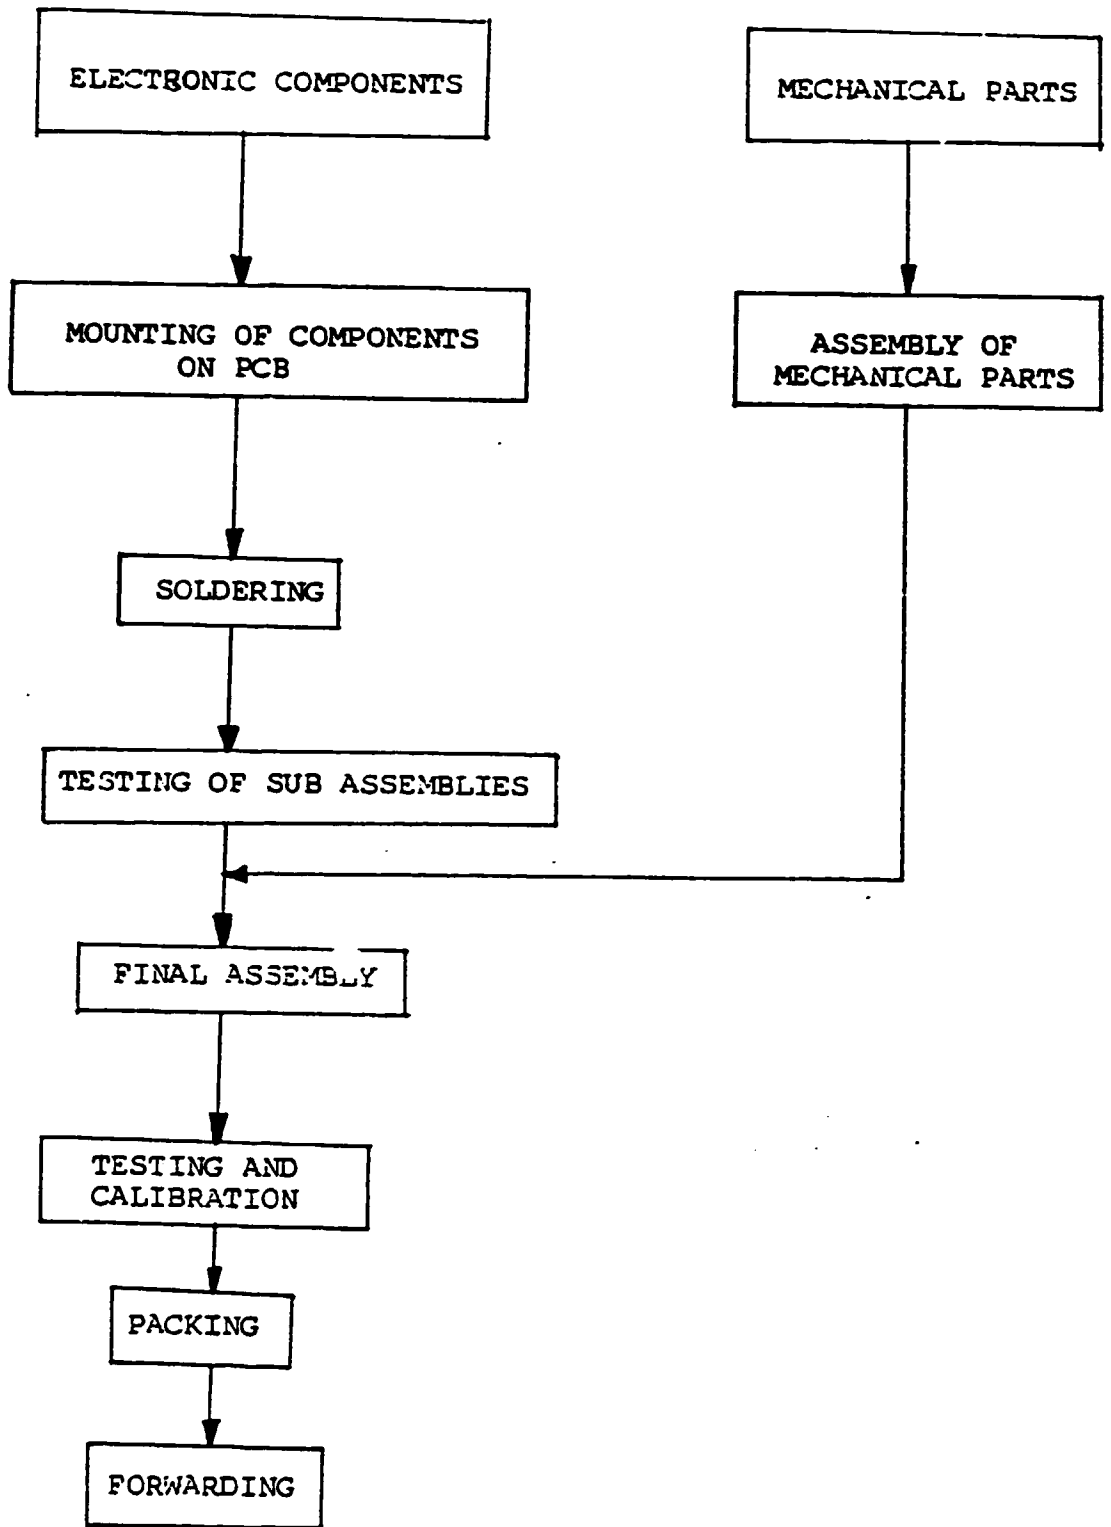 ELECTRONIC COMPONENTS
MECHANICAL PARTS
MOUNTING OF COMPONENTS
ON PCB
ASSEMBLY OF
MECHANICAL PARTS
SOLDERING
TESTING OF SUB ASSEMBLIES
FINAL ASSEMBLY
TESTING AND
CALIBRATION
PACKING
FORWARDING